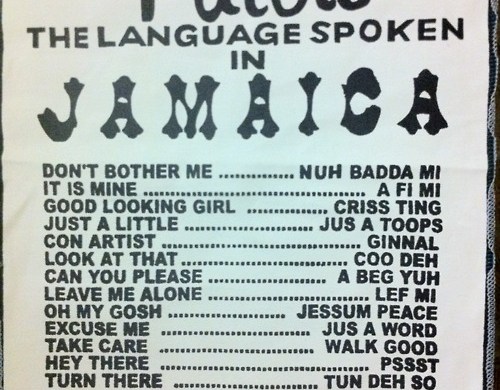 THE LANGUAGE SPOKEN
IN
JAMAICA
DON'T BOTHER ME ............. NUH BADDA MI
IT IS MINE ........................................ A FI MI
GOOD LOOKING GIRL .............. CRISS TING
JUST A LITTLE ......................... JUS A TOOPS
CON ARTIST .................................... GINNAL
LOOK AT THAT ............................. COO DEH
CAN YOU PLEASE ...................... A BEG YUH
LEAVE ME ALONE ............................ LEF MI
OH MY GOSH ...................... JESSUM PEACE
EXCUSE ME ........................... JUS A WORD
TAKE CARE ........................... WALK GOOD
HEY THERE .................................... PSSST
TURN THERE ...................... TUN DEH SO